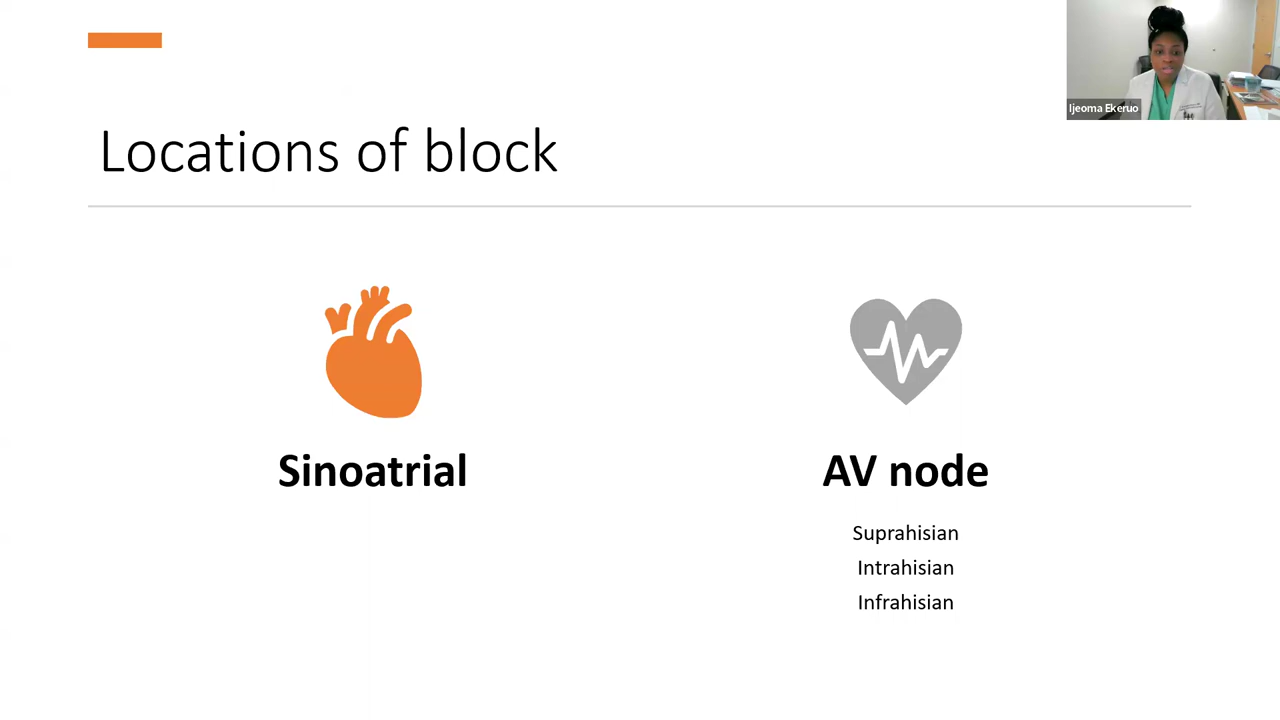 Ijeoma Ekeruo
Locations of block
Sinoatrial
AV node
Suprahisian
Intrahisian
Infrahisian